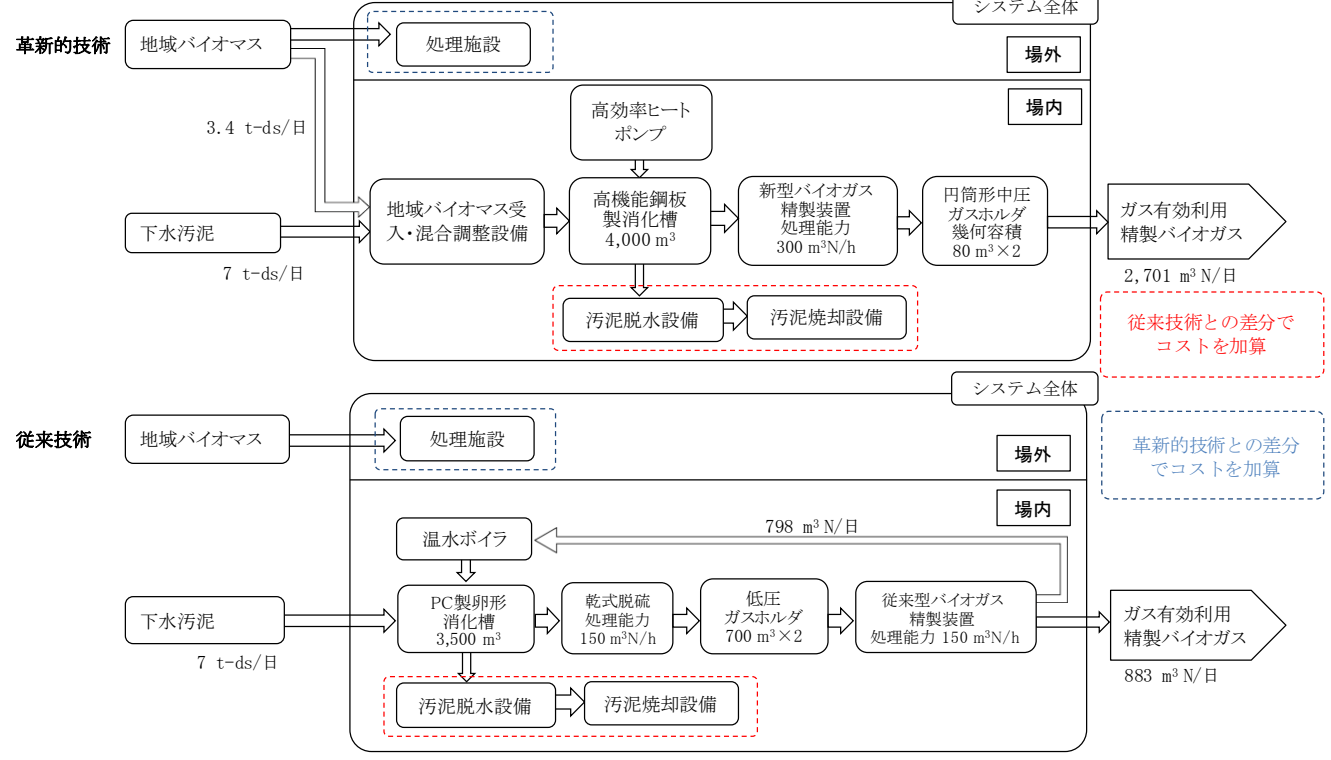 システム全体
革新的技術
地域バイオマス
処理施設
場外
場内
高効率ヒート
ポンプ
3.4 t-ds/日
地域バイオマス受
入・混合調整設備
高機能鋼板
製消化槽
4,000 m³
新型バイオガス
精製装置
処理能力
300 m³N/h
円筒形中圧
ガスホルダ
幾何容積
80 m³×2
ガス有効利用
精製バイオガス
下水汚泥
7 t-ds/日
2,701 m³ N/日
汚泥脱水設備
汚泥焼却設備
従来技術との差分で
コストを加算
システム全体
従来技術
地域バイオマス
処理施設
場外
革新的技術との差分
でコストを加算
場内
温水ボイラ
798 m³ N/日
下水汚泥
PC製卵形
消化槽
3,500 m³
乾式脱硫
処理能力
150 m³N/h
低圧
ガスホルダ
700 m³×2
従来型バイオガス
精製装置
処理能力 150 m³N/h
ガス有効利用
精製バイオガス
7 t-ds/日
883 m³ N/日
汚泥脱水設備
汚泥焼却設備